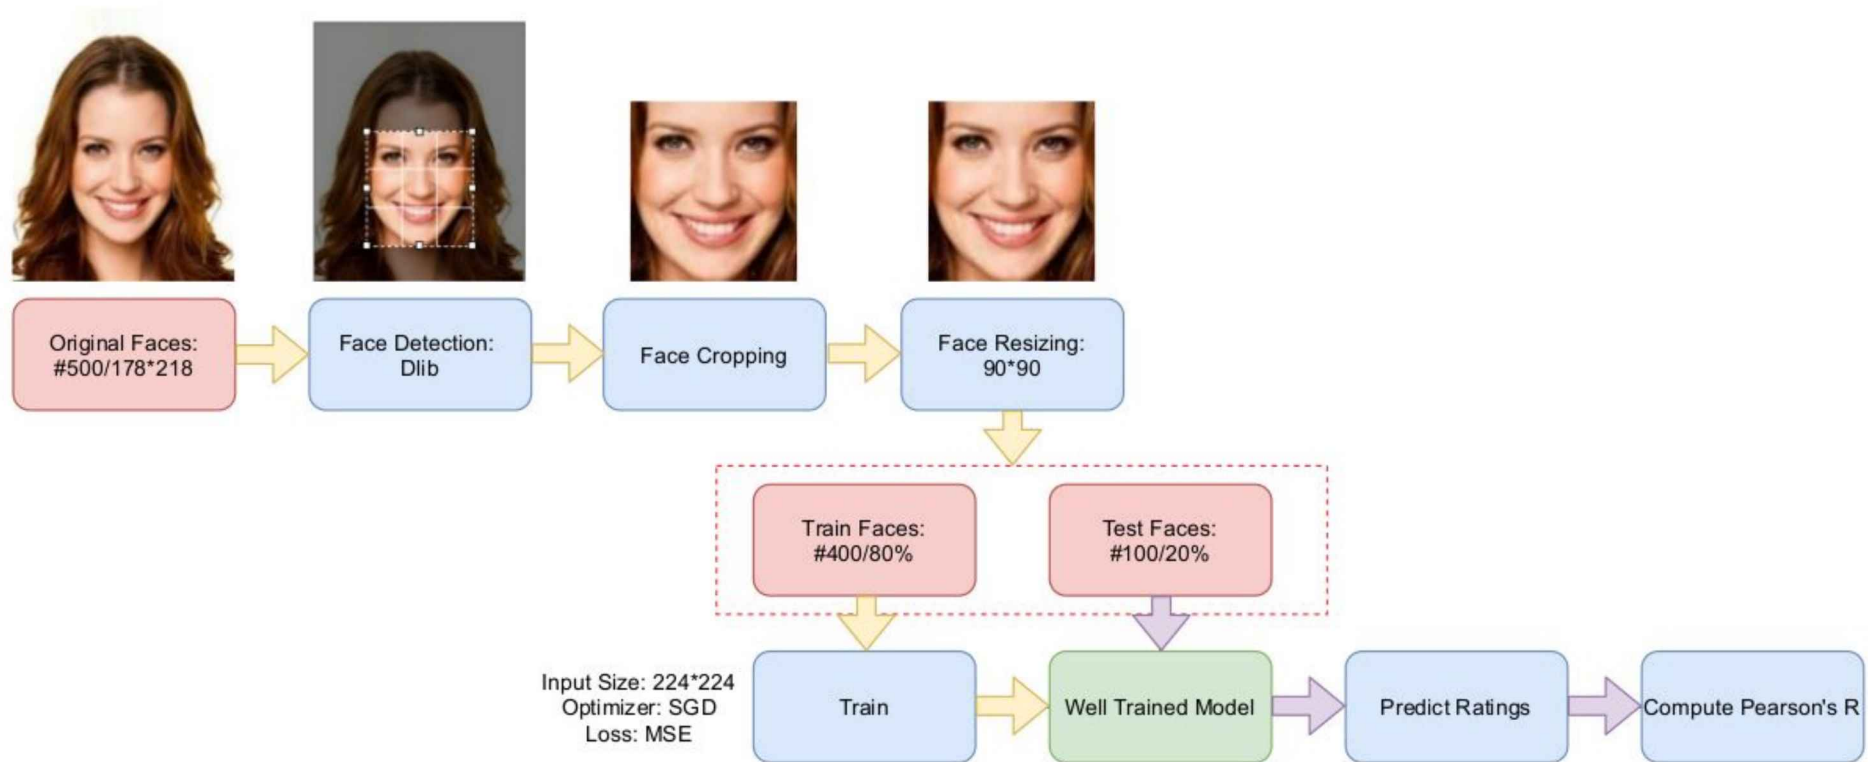 Original Faces:
#500/178*218
Face Detection:
Dlib
Face Cropping
Face Resizing:
90*90
Train Faces:
#400/80%
Test Faces:
#100/20%
Input Size: 224*224
Optimizer: SGD
Loss: MSE
Train
Well Trained Model
Predict Ratings
Compute Pearson's R